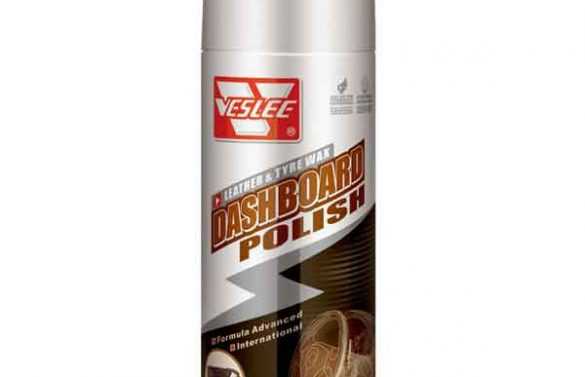 VESLEE
®
LEATHER & TYRE WAX
DASHBOARD
POLISH
Formula Advanced
International